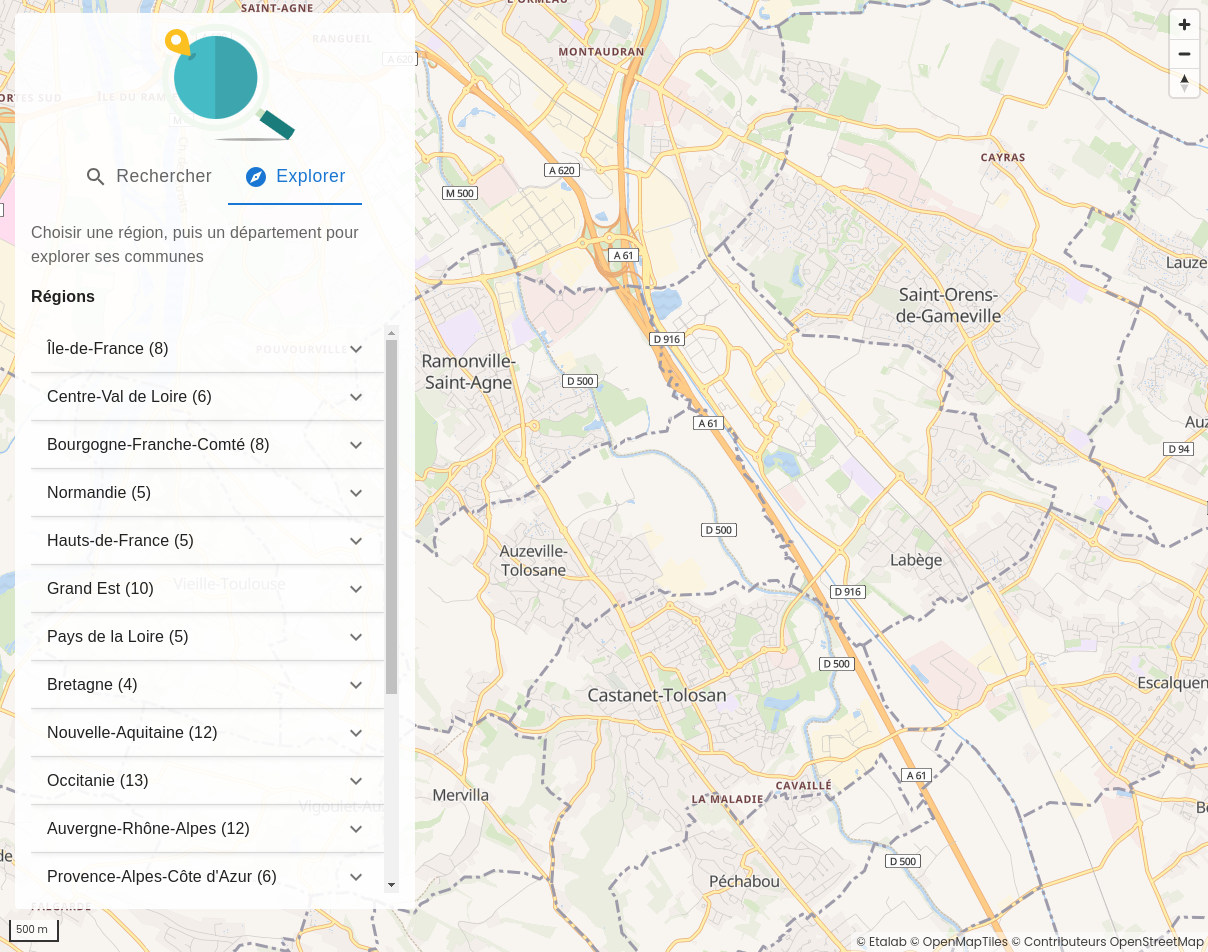 Rechercher
Explorer
Choisir une région, puis un département pour
explorer ses communes
Régions
Île-de-France (8)
Centre-Val de Loire (6)
Bourgogne-Franche-Comté (8)
Normandie (5)
Hauts-de-France (5)
Grand Est (10)
Pays de la Loire (5)
Bretagne (4)
Nouvelle-Aquitaine (12)
Occitanie (13)
Auvergne-Rhône-Alpes (12)
Provence-Alpes-Côte d'Azur (6)
SAINT-AGNE
RANGUEIL
A 620
POUVOURVILLE
Vieille-Toulouse
MONTAUDRAN
A 620
M 500
CAYRAS
A 61
Lauze
Saint-Orens-
de-Gameville
D 916
Ramonville-
Saint-Agne
D 500
A 61
Auz
D 94
D 500
Auzeville-
Tolosane
Labège
D 916
D 500
Escalquen
Castanet-Tolosan
A 61
CAVAILLÉ
LA MALADIE
Mervilla
D 500
Péchabou
500 m
© Etalab © OpenMapTiles © Contributeurs OpenStreetMap